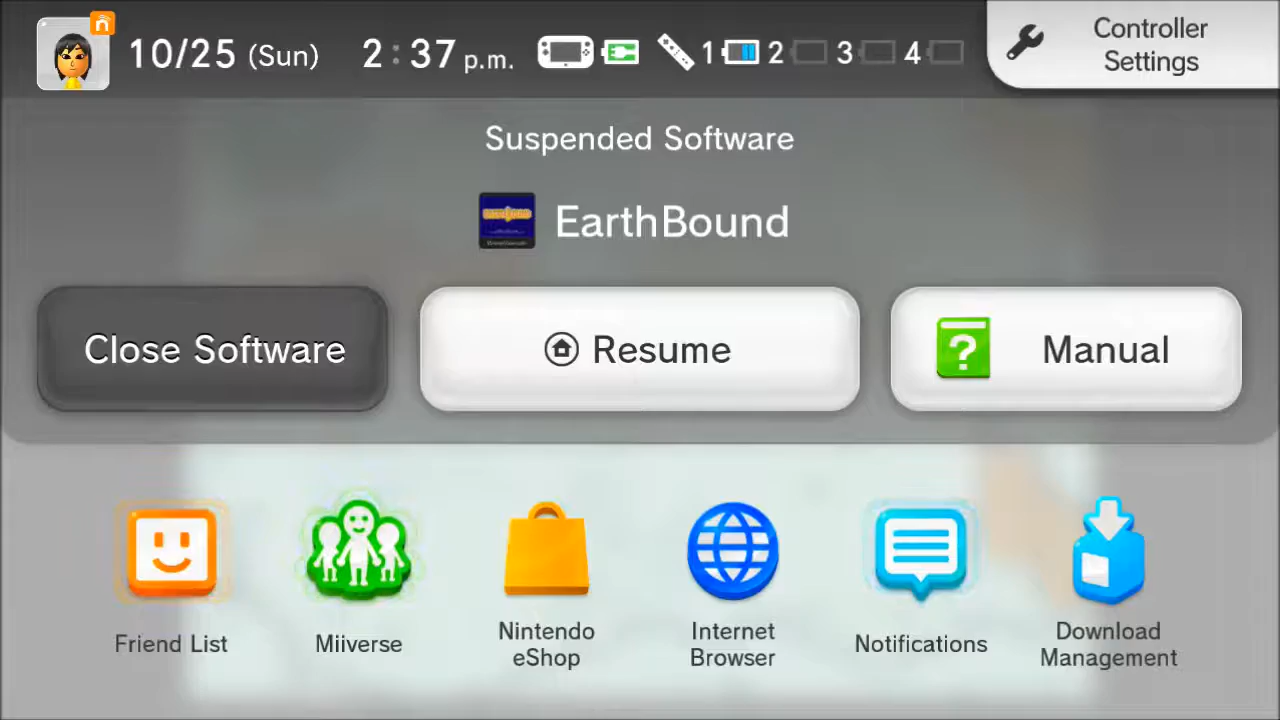 10/25 (Sun) 2:37 p.m. 1 2 3 4
Controller
Settings
Suspended Software
EarthBound
Close Software
Resume
? Manual
Friend List
Miiverse
Nintendo
eShop
Internet
Browser
Notifications
Download
Management